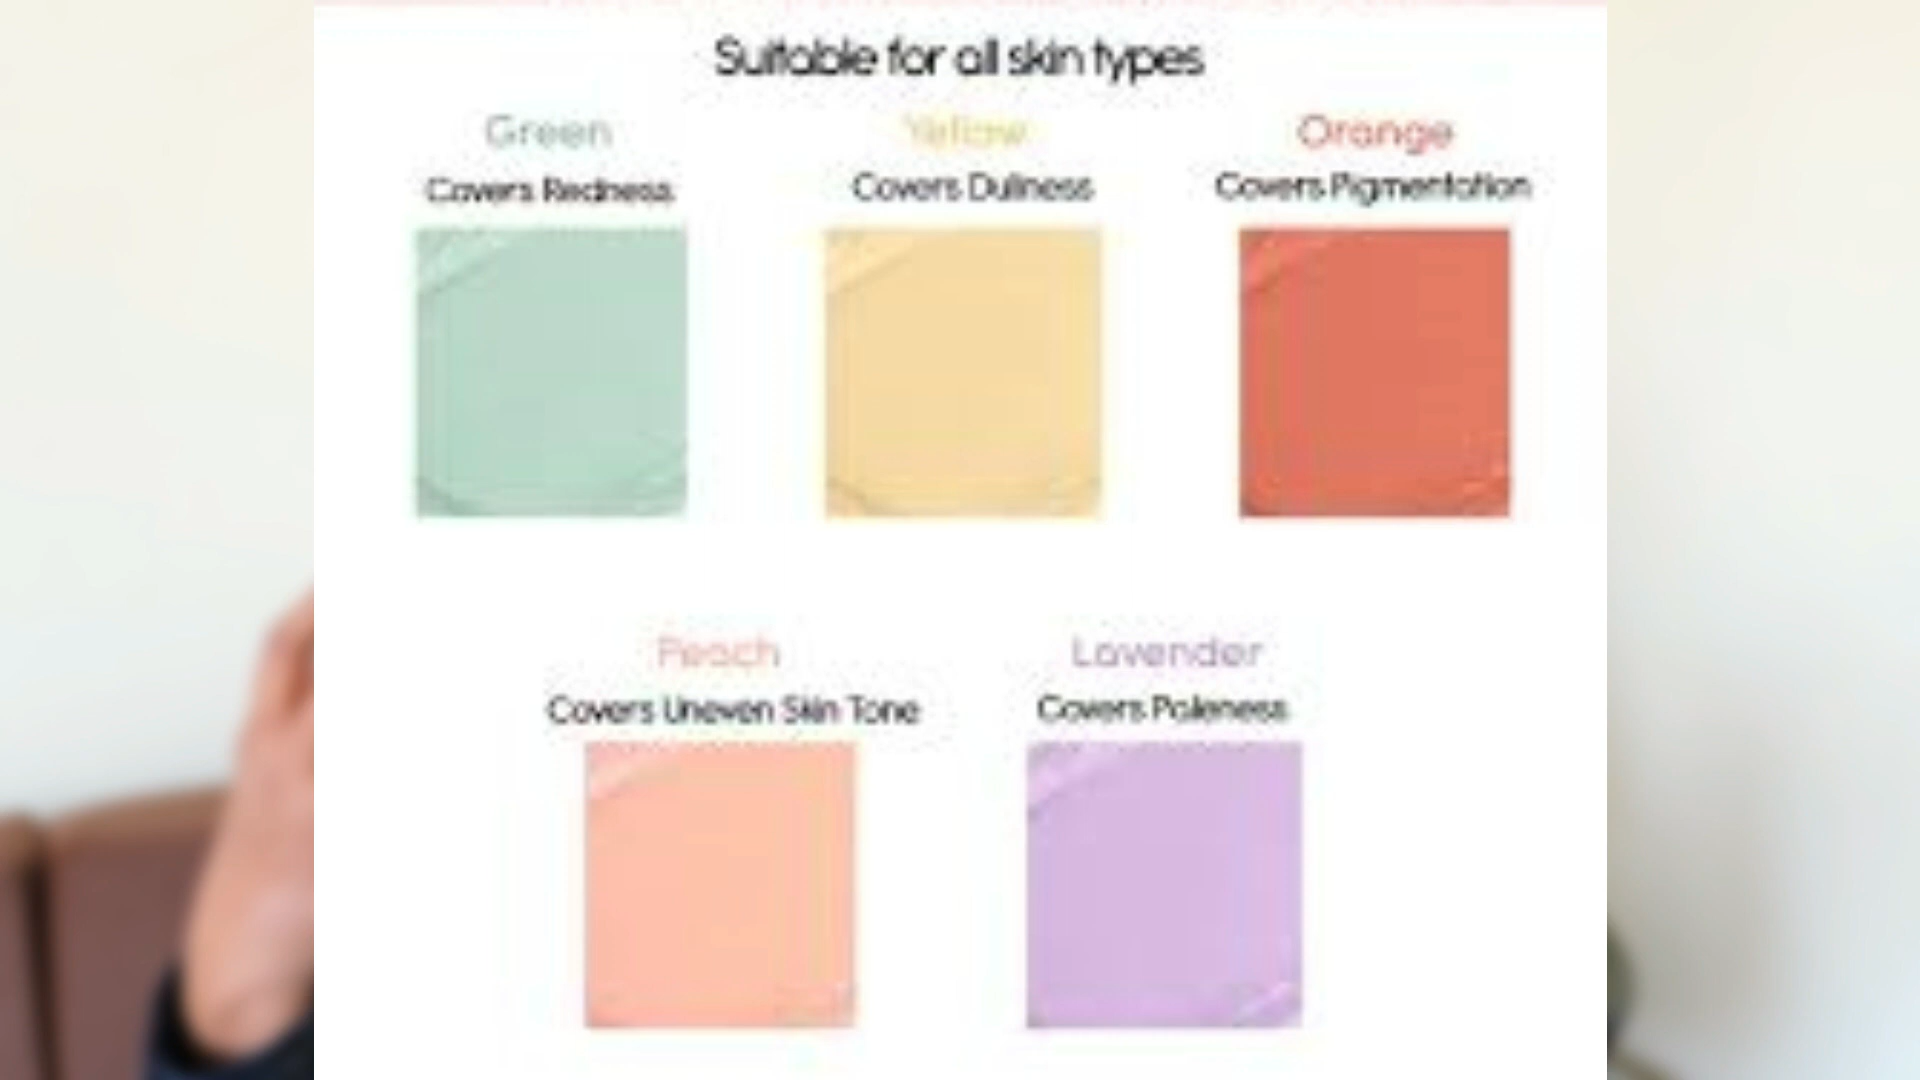 Suitable for all skin types
Green
Yellow
Orange
Covers Redness
Covers Dullness
Covers Pigmentation
Peach
Lavender
Covers Uneven Skin Tone
Covers Paleness